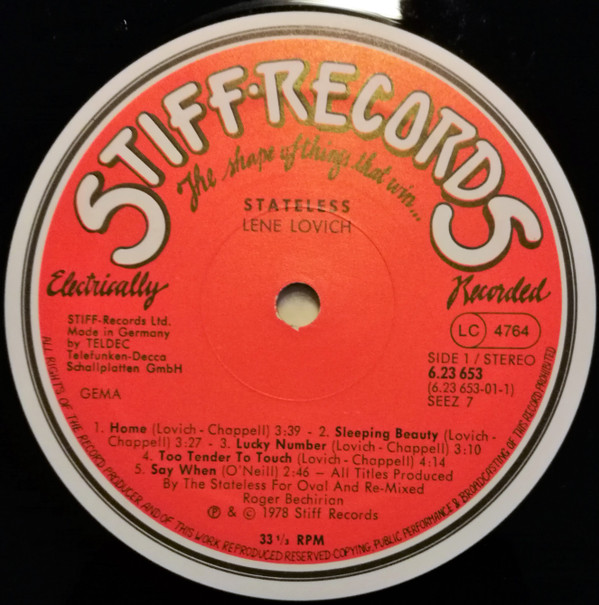 STIFF·RECORDS
The shape of things that win...
STATELESS
LENE LOVICH
Electrically
Recorded
STIFF-Records Ltd.
Made in Germany
by TELDEC
Telefunken-Decca
Schallplatten GmbH
GEMA
LC 4764
SIDE 1 / STEREO
6.23 653
(6.23 653-01-1)
SEEZ 7
1. Home (Lovich - Chappell) 3:39 - 2. Sleeping Beauty (Lovich -
Chappell) 3:27 - 3. Lucky Number (Lovich - Chappell) 3:10
4. Too Tender To Touch (Lovich - Chappell) 4:14
5. Say When (O'Neill) 2:46 — All Titles Produced
By The Stateless For Oval And Re-Mixed
Roger Bechirian
℗ & © 1978 Stiff Records
33 1/3 RPM
ALL RIGHTS OF THE RECORD PRODUCER AND OF THIS WORK REPRODUCED RESERVED COPYING, PUBLIC PERFORMANCE & BROADCASTING OF THIS RECORD PROHIBITED